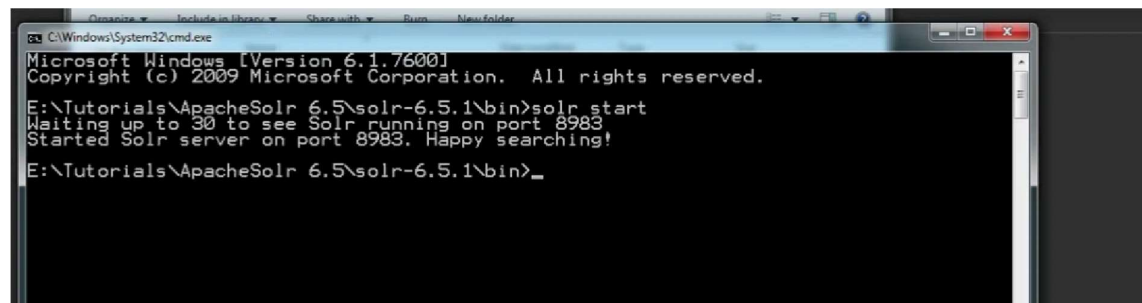 Organize Include in library Share with Burn New folder
C:\Windows\System32\cmd.exe
Microsoft Windows [Version 6.1.7600]
Copyright (c) 2009 Microsoft Corporation. All rights reserved.
E:\Tutorials\ApacheSolr 6.5\solr-6.5.1\bin>solr start
Waiting up to 30 to see Solr running on port 8983
Started Solr server on port 8983. Happy searching!
E:\Tutorials\ApacheSolr 6.5\solr-6.5.1\bin>_